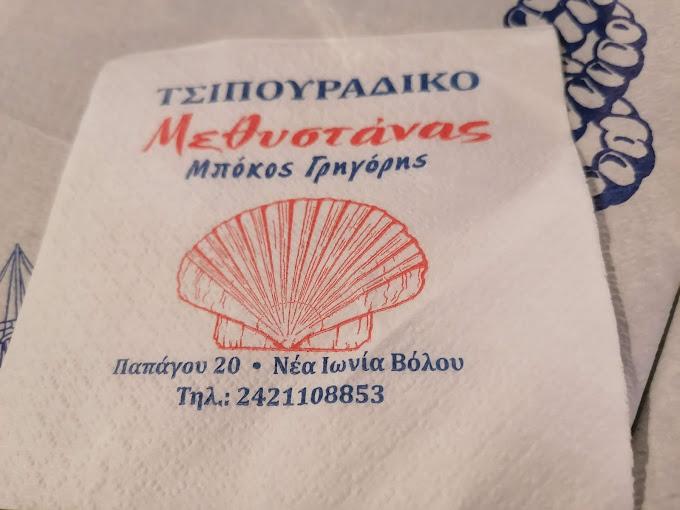 ΤΣΙΠΟΥΡΑΔΙΚΟ
Μεθυστάνας
Μπόκος Γρηγόρης
Παπάγου 20 • Νέα Ιωνία Βόλου
Τηλ.: 2421108853